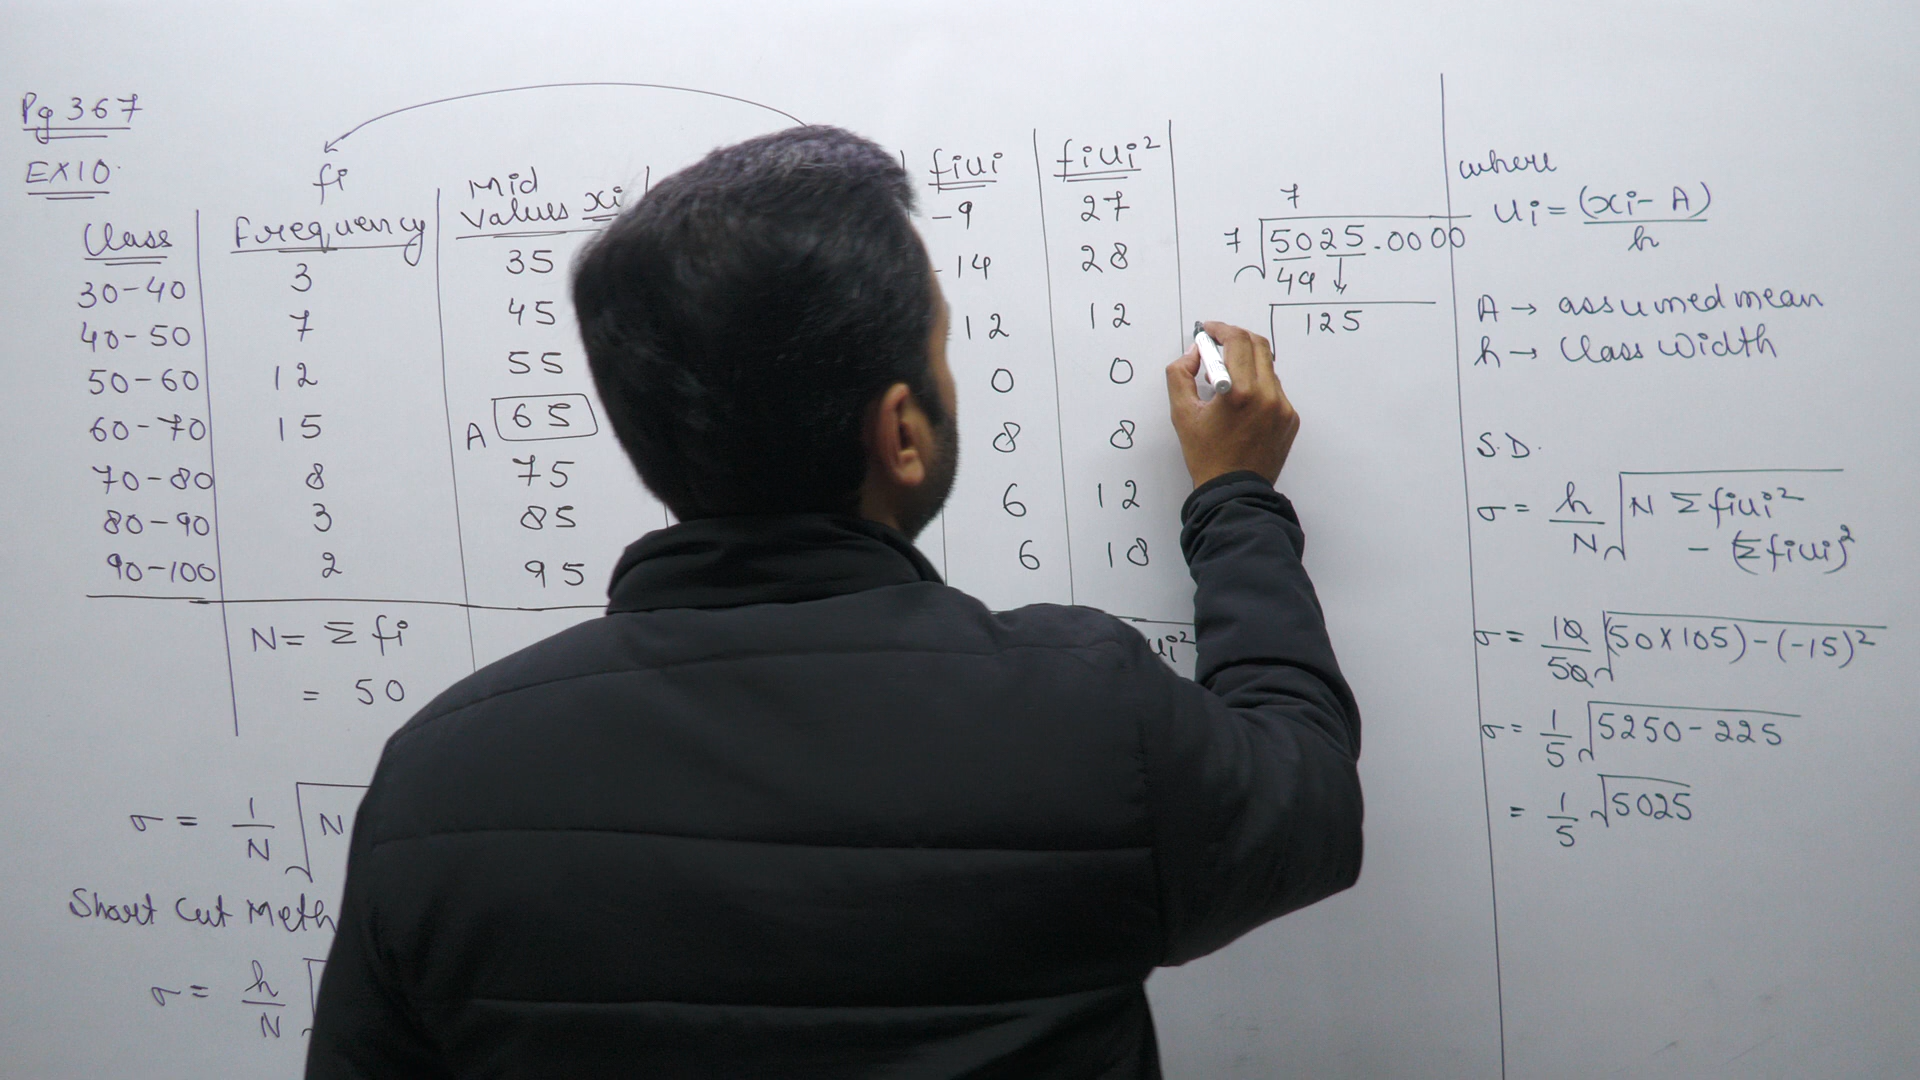 Pg 367
EX10.
Class
30-40
40-50
50-60
60-70
70-80
80-90
90-100
fi
Frequency
3
7
12
15
8
3
2
N= Σ fi
= 50
Mid
Values xi
35
45
55
A 65
75
85
95
fiui
-9
-14
12
0
8
6
6
fiui²
27
28
12
0
8
12
18
ui²
7
7 √5025.0000
49 ↓
125
where
ui = (xi - A)
h
A → assumed mean
h → Class Width
S.D.
σ = h/N √N Σ fiui²
- (Σfiui)²
σ = 10/50 √(50×105)-(-15)²
σ = 1/5 √5250-225
= 1/5 √5025
σ = 1/N √N
Short Cut Meth
σ = h/N √